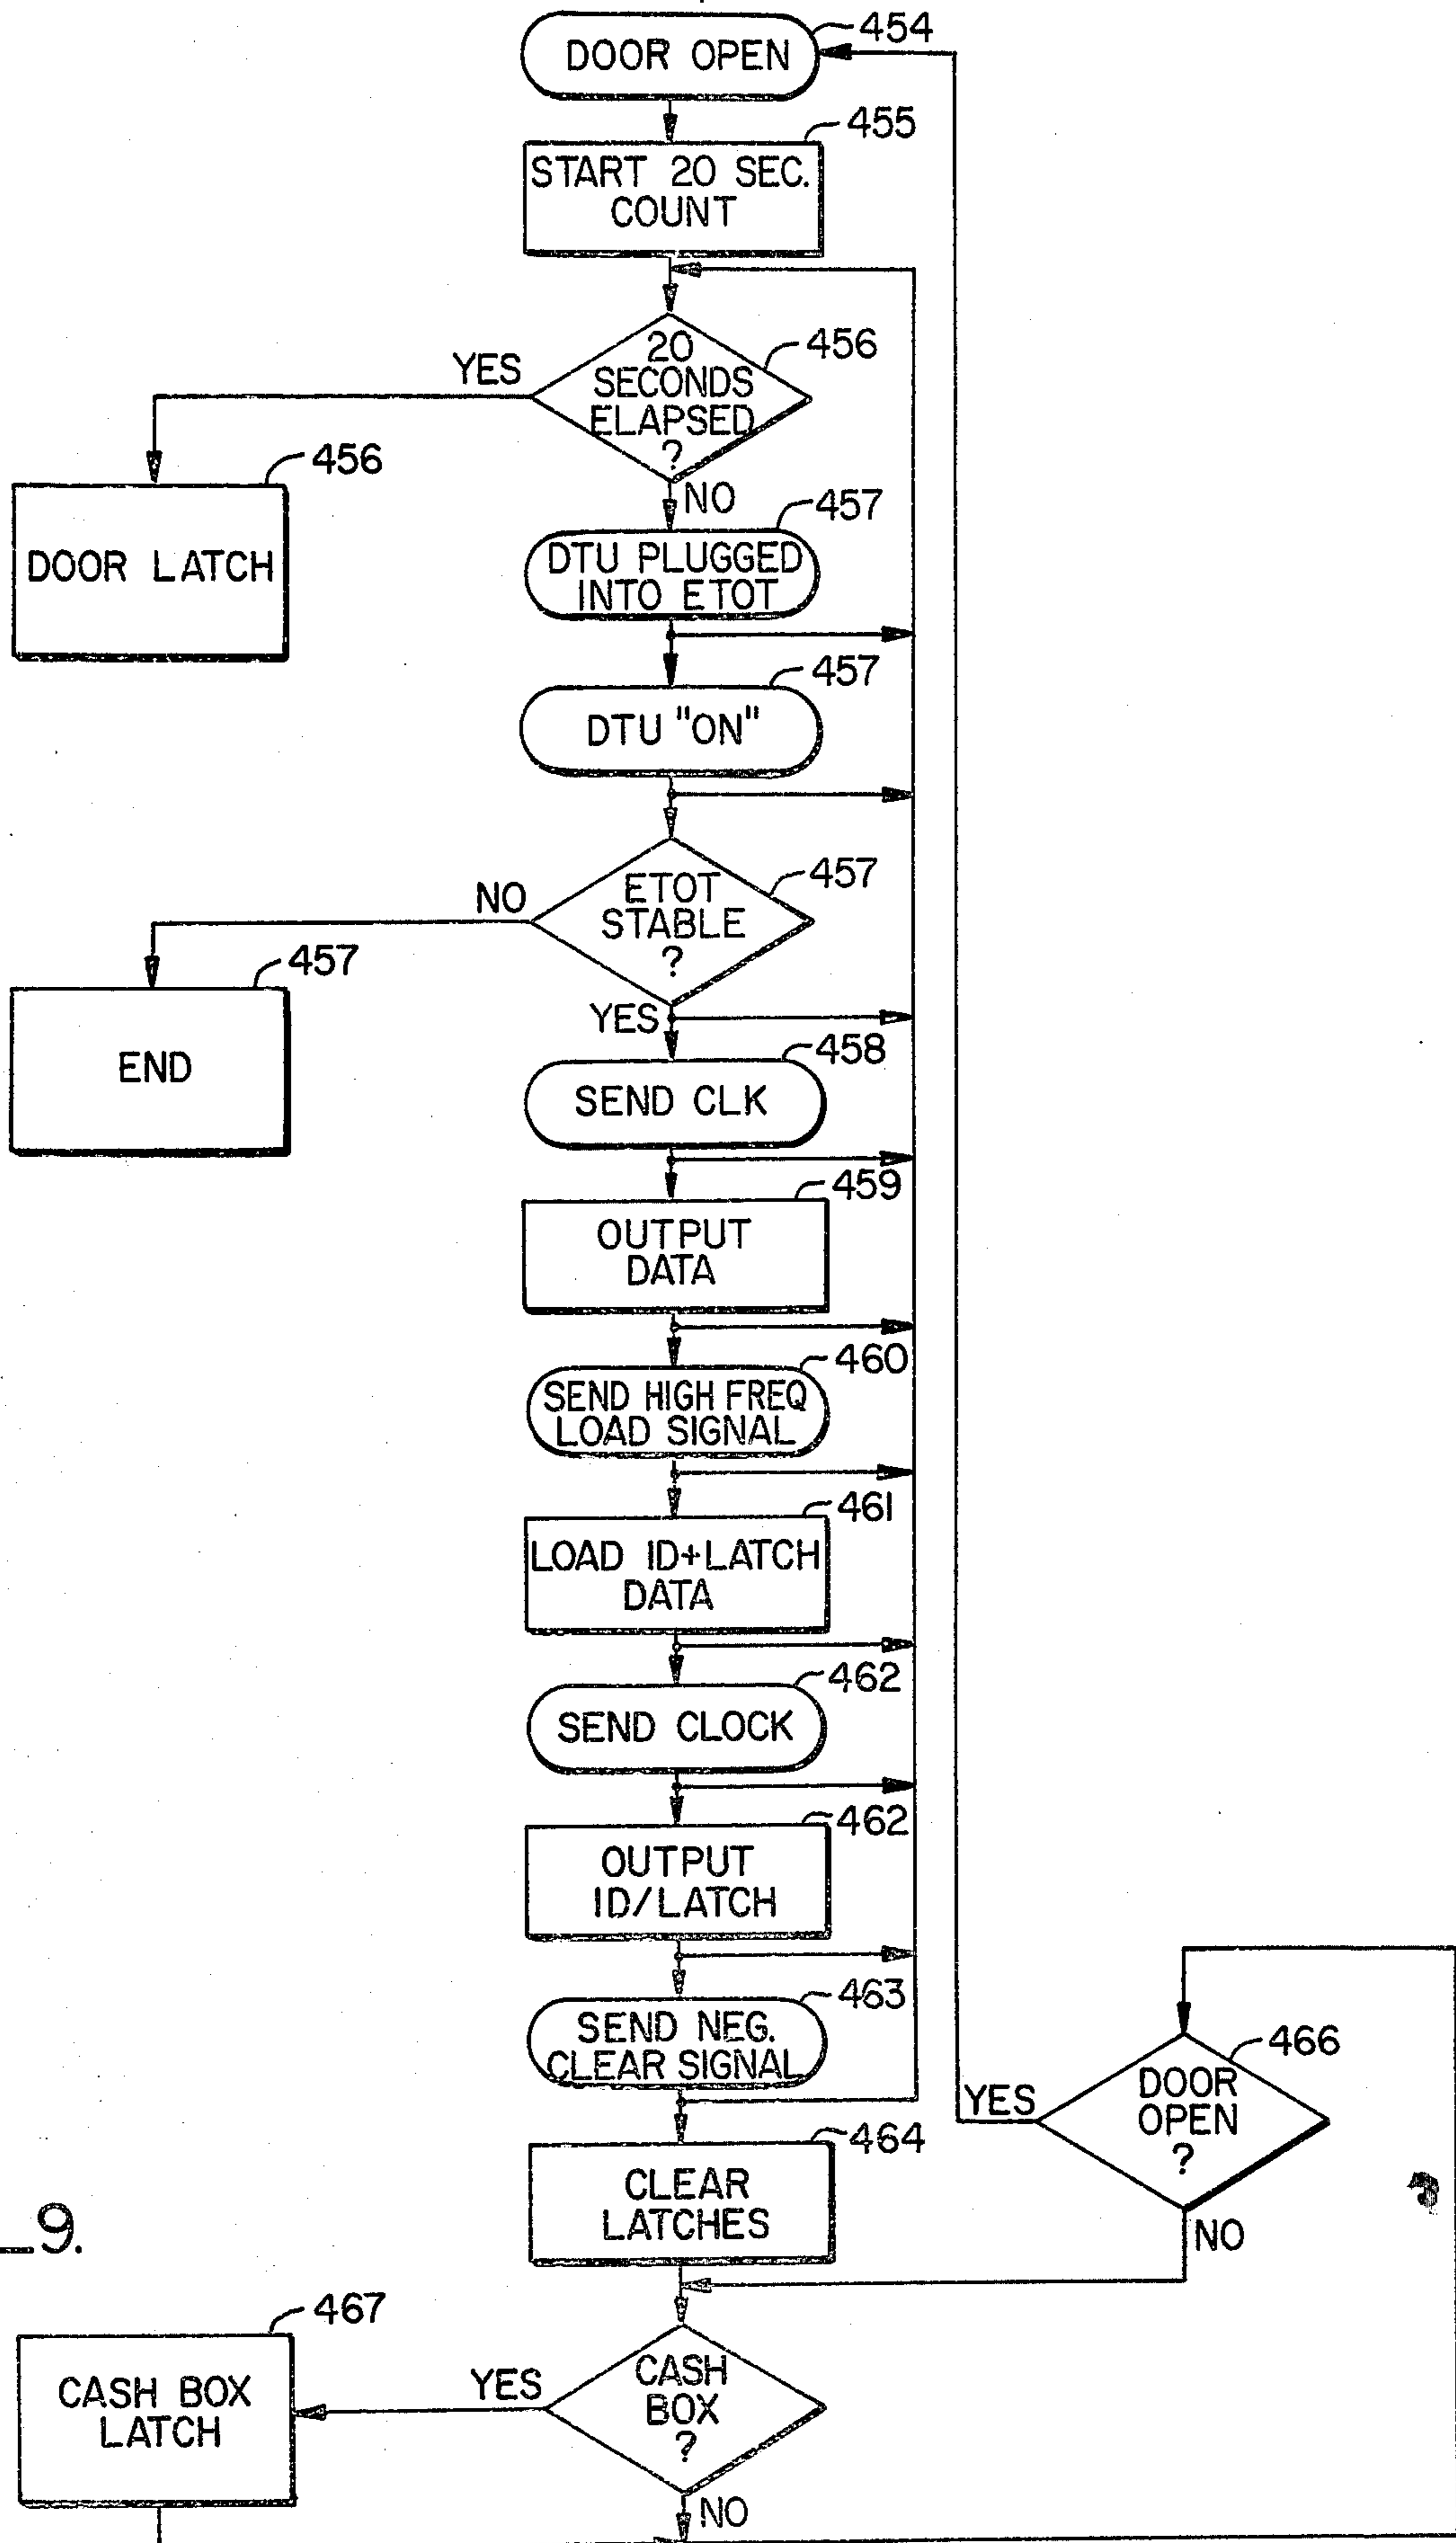 454
DOOR OPEN
455
START 20 SEC.
COUNT
456
20
SECONDS
ELAPSED
?
YES
456
DOOR LATCH
NO
457
DTU PLUGGED
INTO ETOT
457
DTU "ON"
457
ETOT
STABLE
?
NO
457
END
YES
458
SEND CLK
459
OUTPUT
DATA
460
SEND HIGH FREQ
LOAD SIGNAL
461
LOAD ID+LATCH
DATA
462
SEND CLOCK
462
OUTPUT
ID/LATCH
463
SEND NEG.
CLEAR SIGNAL
466
DOOR
OPEN
?
YES
NO
464
CLEAR
LATCHES
9.
467
CASH BOX
LATCH
YES
CASH
BOX
?
NO